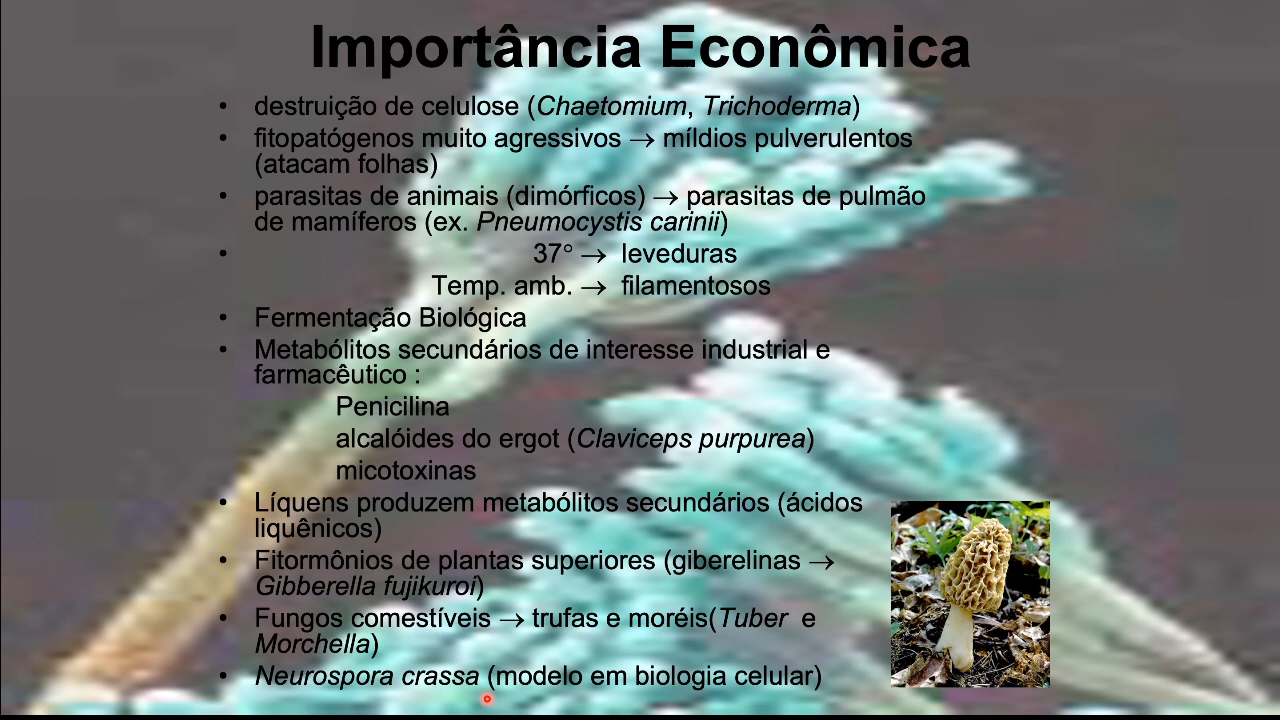 Importância Econômica
• destruição de celulose (Chaetomium, Trichoderma)
• fitopatógenos muito agressivos → míldios pulverulentos
(atacam folhas)
• parasitas de animais (dimórficos) → parasitas de pulmão
de mamíferos (ex. Pneumocystis carinii)
• 37° → leveduras
Temp. amb. → filamentosos
• Fermentação Biológica
• Metabólitos secundários de interesse industrial e
farmacêutico :
Penicilina
alcalóides do ergot (Claviceps purpurea)
micotoxinas
• Líquens produzem metabólitos secundários (ácidos
liquênicos)
• Fitormônios de plantas superiores (giberelinas →
Gibberella fujikuroi)
• Fungos comestíveis → trufas e moréis(Tuber e
Morchella)
• Neurospora crassa (modelo em biologia celular)